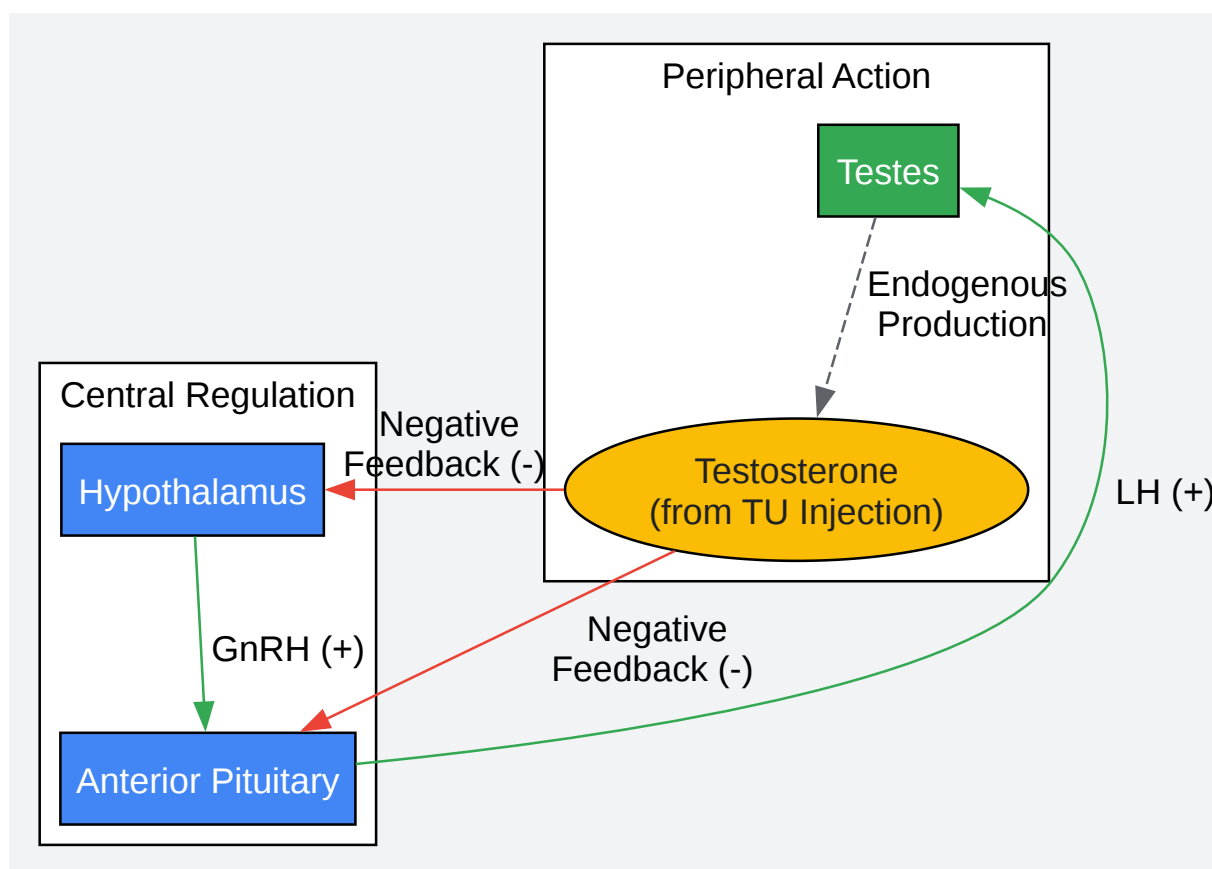 Peripheral Action
Testes
Endogenous
Production
Central Regulation
Negative
Feedback (-)
Hypothalamus
Testosterone
(from TU Injection)
LH (+)
GnRH (+)
Negative
Feedback (-)
Anterior Pituitary